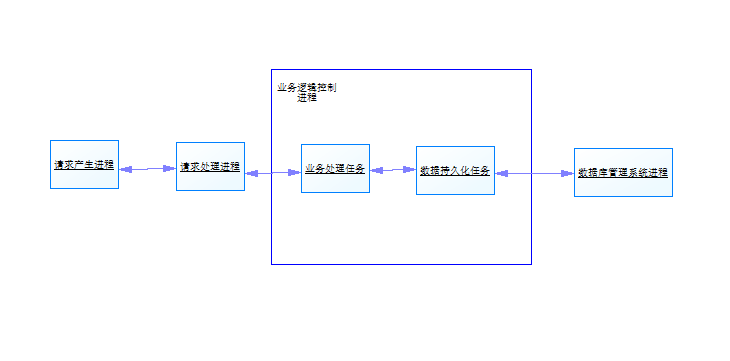 业务逻辑控制
进程
请求产生进程
请求处理进程
业务处理任务
数据持久化任务
数据库管理系统进程